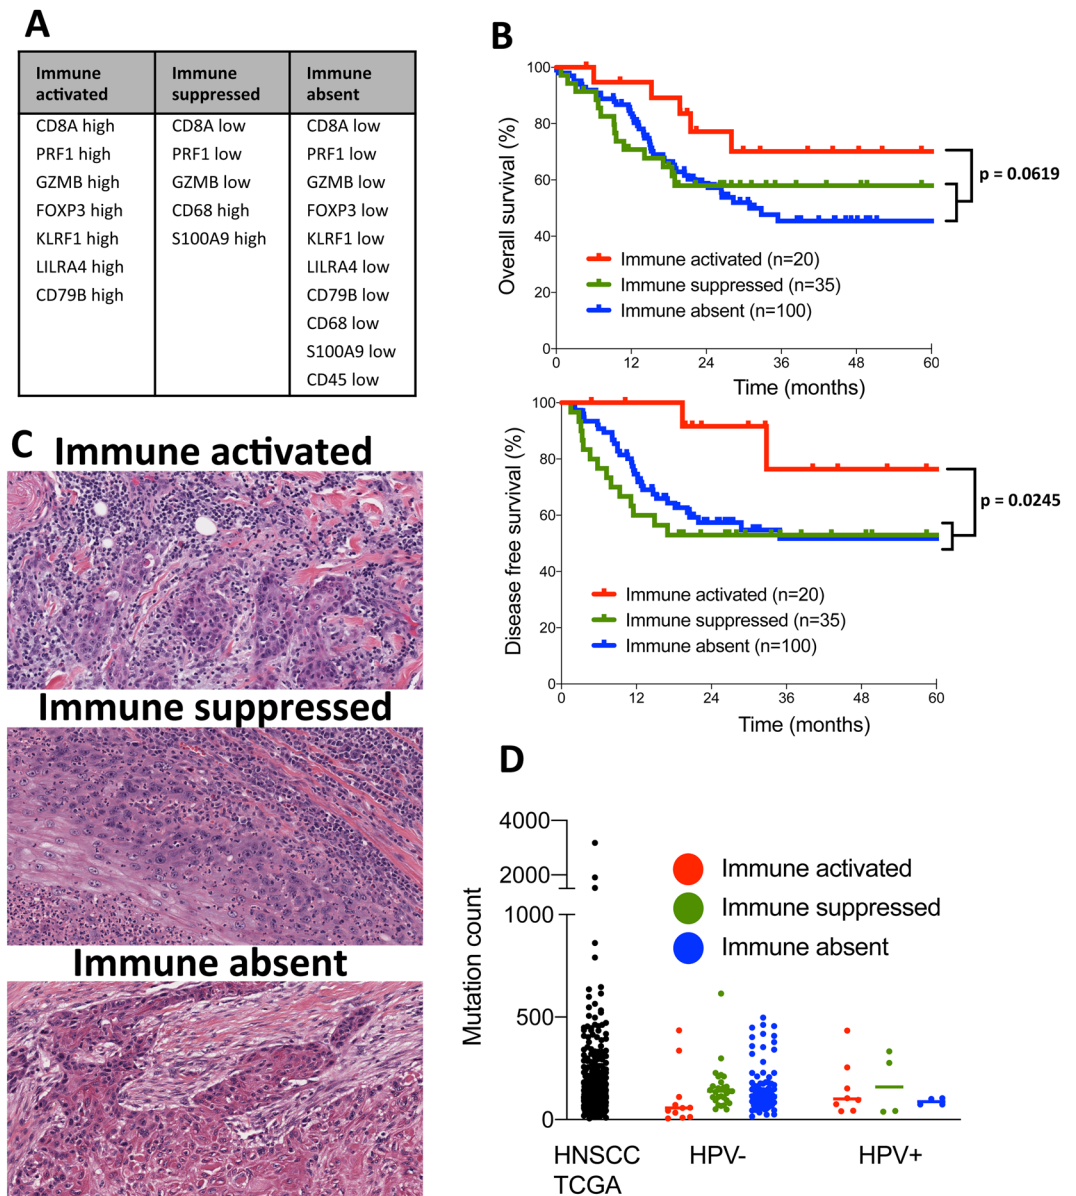 A
Immune activated
Immune suppressed
Immune absent
CD8A high
CD8A low
CD8A low
PRF1 high
PRF1 low
PRF1 low
GZMB high
GZMB low
GZMB low
FOXP3 high
CD68 high
FOXP3 low
KLRF1 high
S100A9 high
KLRF1 low
LILRA4 high
LILRA4 low
CD79B high
CD79B low
CD68 low
S100A9 low
CD45 low
B
Overall survival (%)
100
80
60
40
20
0
0 12 24 36 48 60
Time (months)
Immune activated (n=20)
Immune suppressed (n=35)
Immune absent (n=100)
p = 0.0619
Disease free survival (%)
100
80
60
40
20
0
0 12 24 36 48 60
Time (months)
Immune activated (n=20)
Immune suppressed (n=35)
Immune absent (n=100)
p = 0.0245
C
Immune activated
Immune suppressed
Immune absent
D
Mutation count
4000
2000
1000
500
0
Immune activated
Immune suppressed
Immune absent
HNSCC
TCGA
HPV-
HPV+